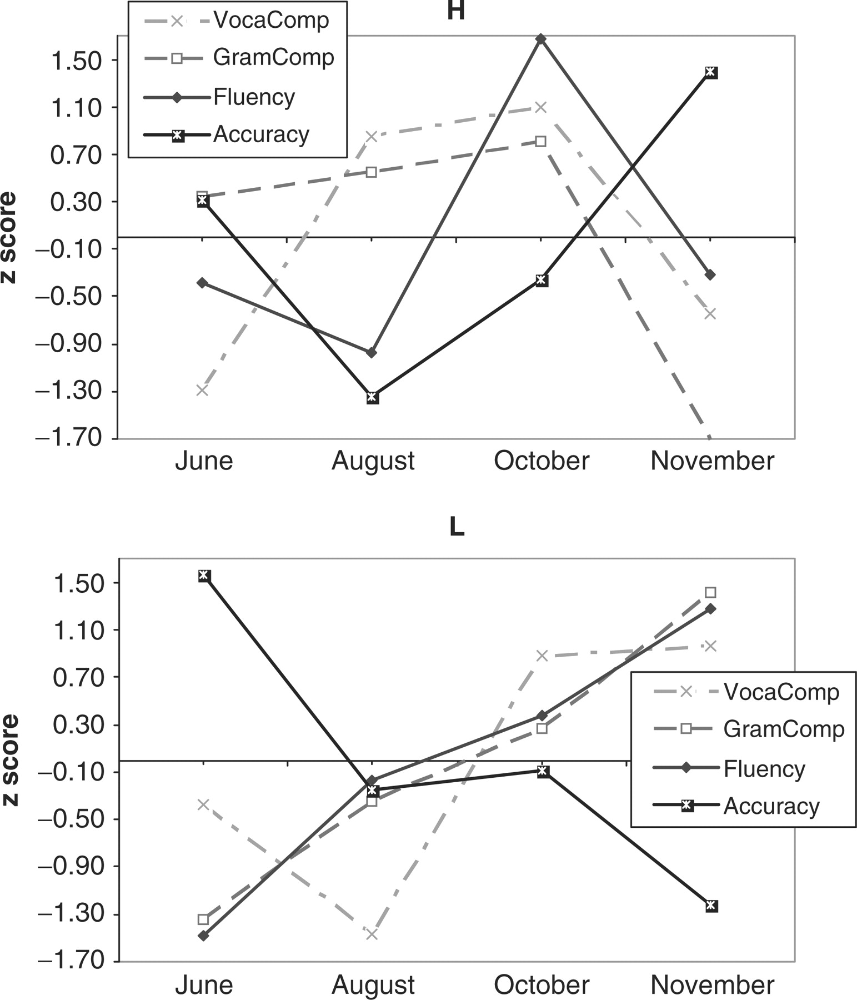 H
VocaComp
GramComp
Fluency
Accuracy
z score
1.50
1.10
0.70
0.30
–0.10
–0.50
–0.90
–1.30
–1.70
June August October November
L
z score
1.50
1.10
0.70
0.30
–0.10
–0.50
–0.90
–1.30
–1.70
VocaComp
GramComp
Fluency
Accuracy
June August October November